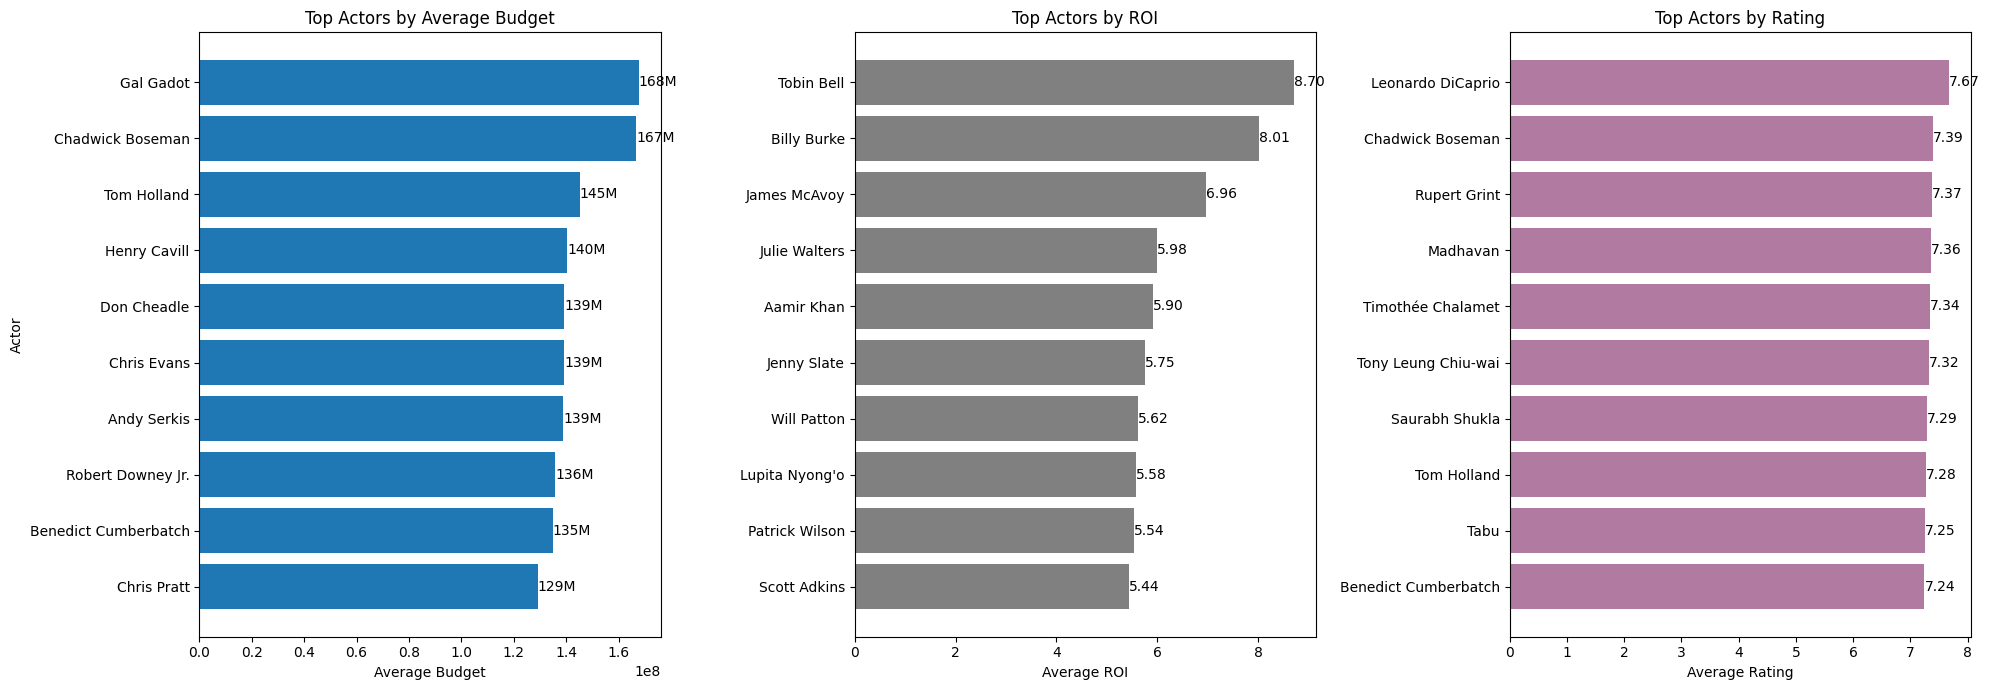 Top Actors by Average Budget
Actor
Gal Gadot 168M
Chadwick Boseman 167M
Tom Holland 145M
Henry Cavill 140M
Don Cheadle 139M
Chris Evans 139M
Andy Serkis 139M
Robert Downey Jr. 136M
Benedict Cumberbatch 135M
Chris Pratt 129M
0.0 0.2 0.4 0.6 0.8 1.0 1.2 1.4 1.6
1e8
Average Budget
Top Actors by ROI
Tobin Bell 8.70
Billy Burke 8.01
James McAvoy 6.96
Julie Walters 5.98
Aamir Khan 5.90
Jenny Slate 5.75
Will Patton 5.62
Lupita Nyong'o 5.58
Patrick Wilson 5.54
Scott Adkins 5.44
0 2 4 6 8
Average ROI
Top Actors by Rating
Leonardo DiCaprio 7.67
Chadwick Boseman 7.39
Rupert Grint 7.37
Madhavan 7.36
Timothée Chalamet 7.34
Tony Leung Chiu-wai 7.32
Saurabh Shukla 7.29
Tom Holland 7.28
Tabu 7.25
Benedict Cumberbatch 7.24
0 1 2 3 4 5 6 7 8
Average Rating